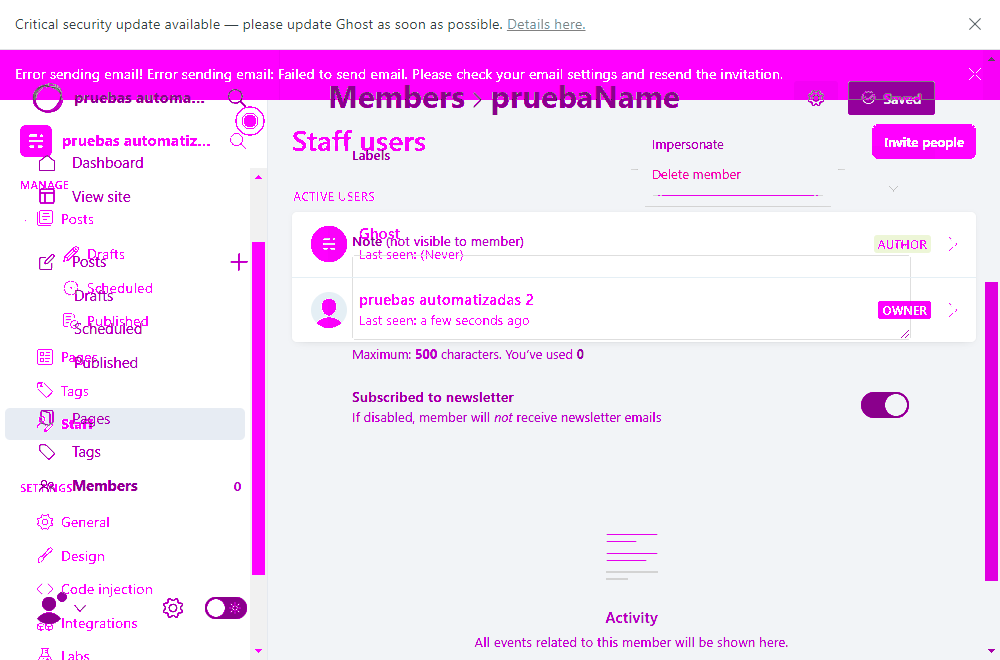 Critical security update available — please update Ghost as soon as possible. Details here.
Error sending email! Error sending email: Failed to send email. Please check your email settings and resend the invitation.
pruebas automa...
Members › pruebaName
Saved
pruebas automatiz...
Staff users
Invite people
Labels
Impersonate
Dashboard
Delete member
MANAGE
View site
ACTIVE USERS
Posts
Ghost
Note (not visible to member)
AUTHOR
Last seen: (Never)
Drafts
Posts
Scheduled
Drafts
pruebas automatizadas 2
OWNER
Last seen: a few seconds ago
Published
Scheduled
Pages
Published
Maximum: 500 characters. You've used 0
Tags
Subscribed to newsletter
If disabled, member will not receive newsletter emails
Staff
Pages
Tags
SETTINGS
Members
0
General
Design
Code injection
Integrations
Labs
Activity
All events related to this member will be shown here.